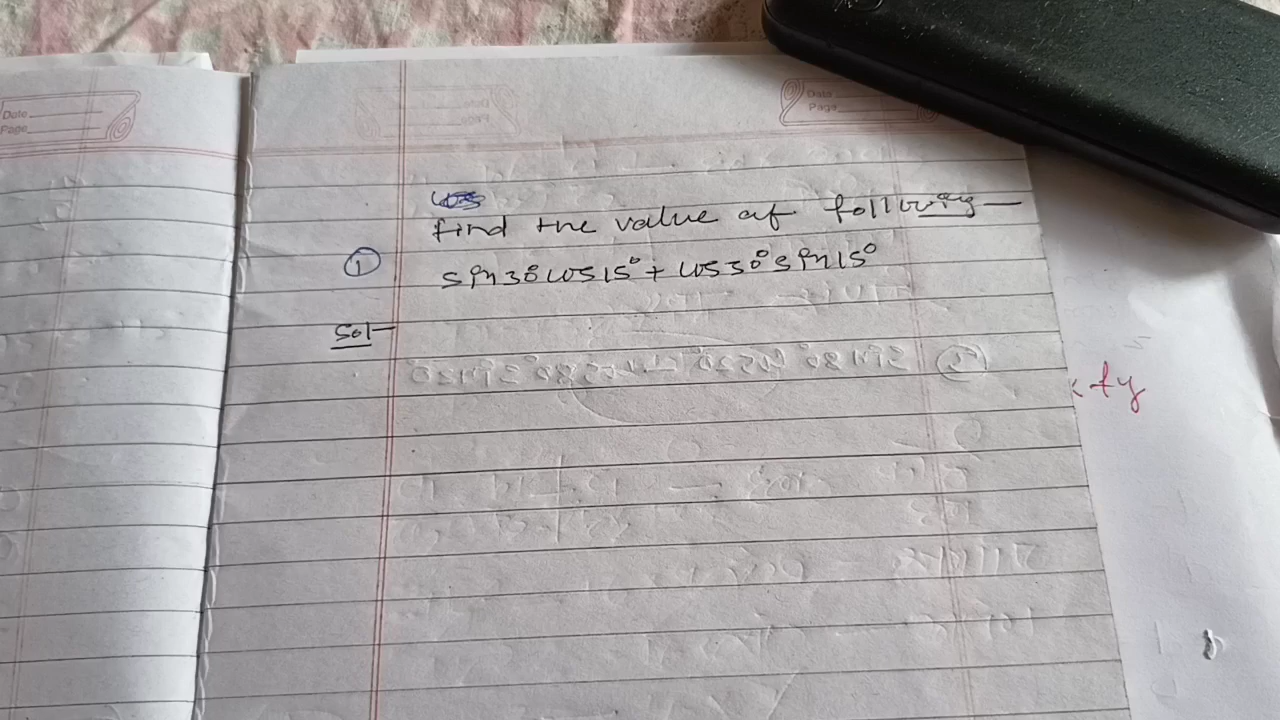 Date
Page
Date
Page
find the value of following—
① sin30°cos15° + cos30°sin15°
Sol—
fy